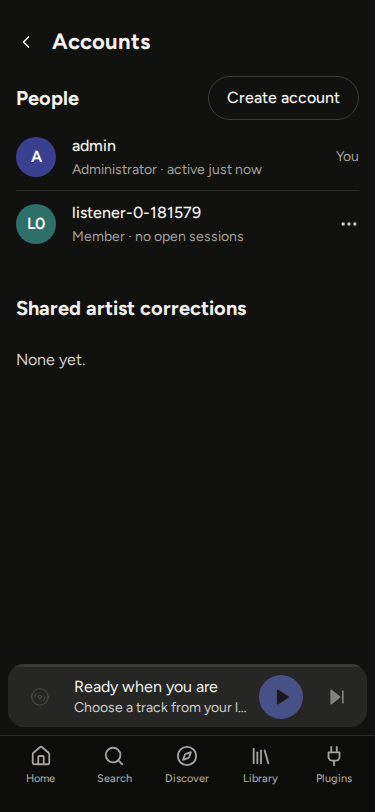 Accounts
People
Create account
A
admin
Administrator · active just now
You
L0
listener-0-181579
Member · no open sessions
Shared artist corrections
None yet.
Ready when you are
Choose a track from your l...
Home
Search
Discover
Library
Plugins